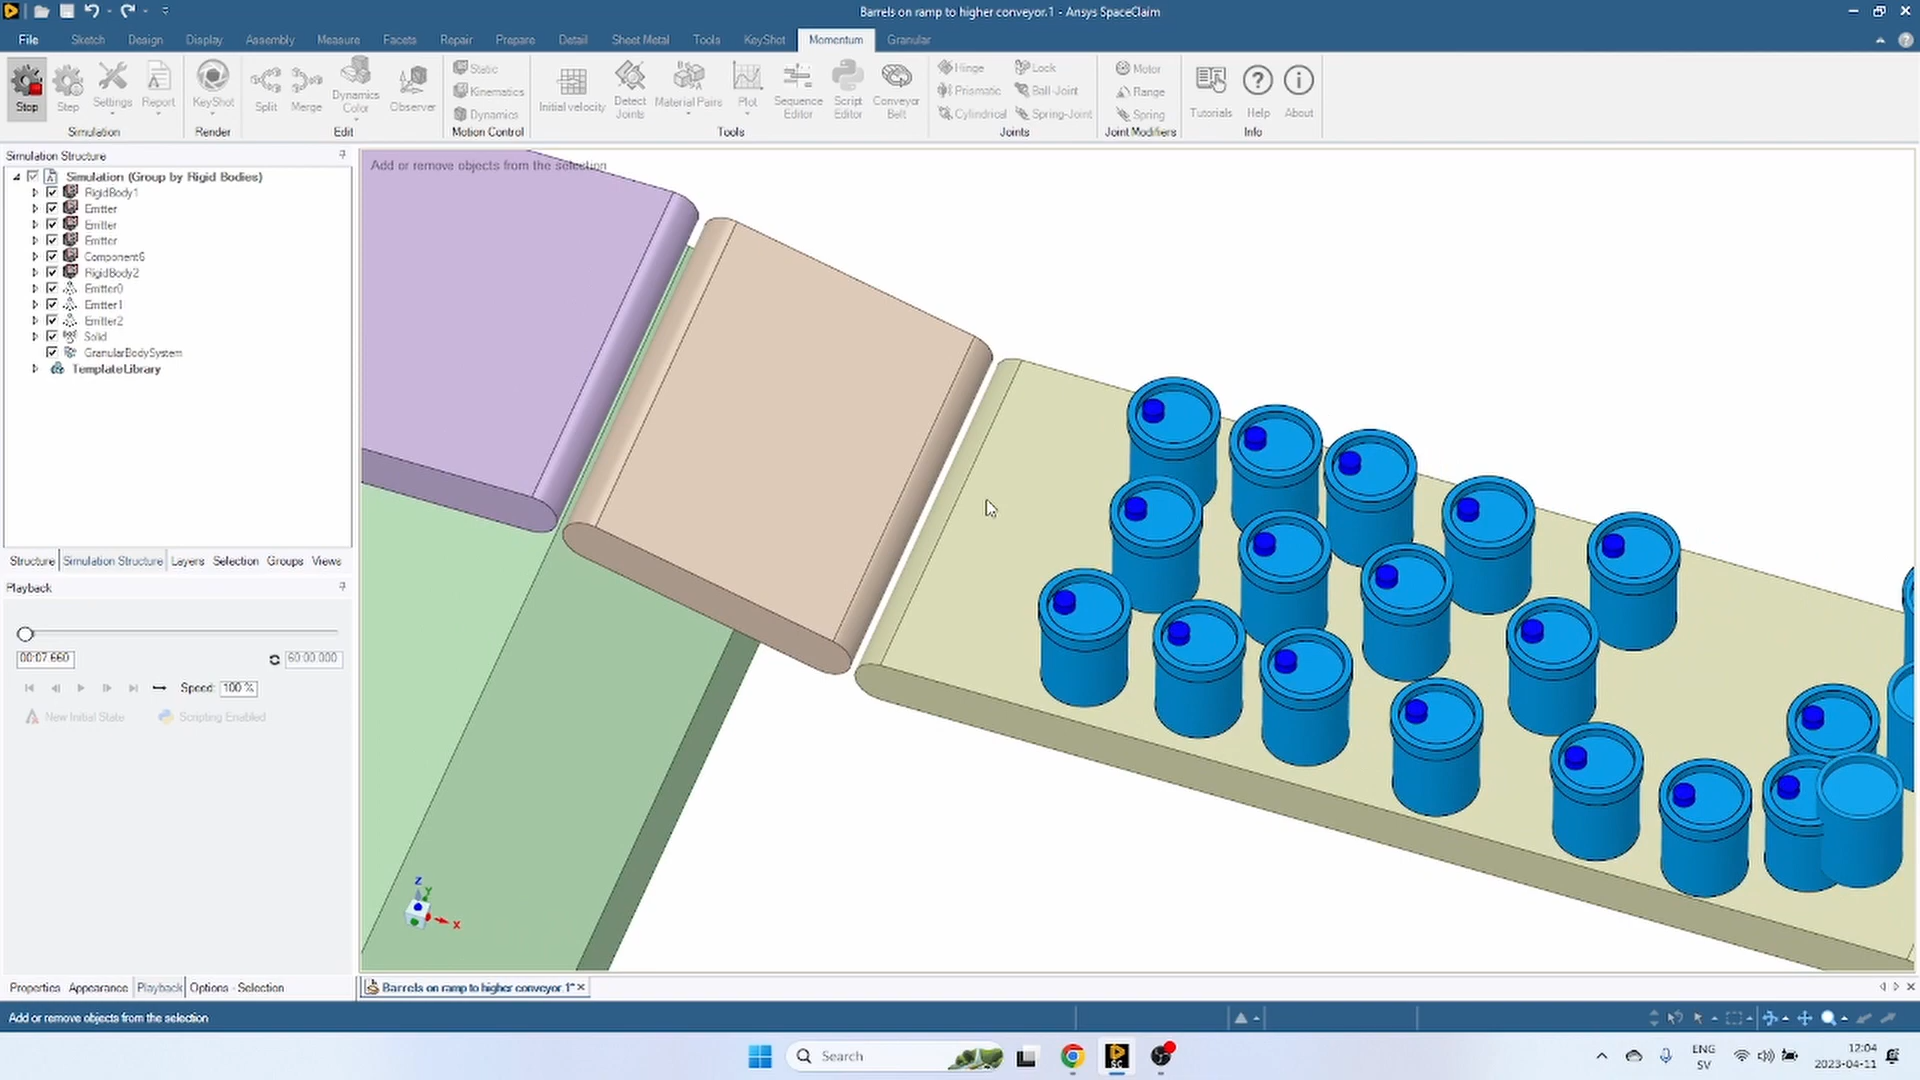 Barrels on ramp to higher conveyor.1 - Ansys SpaceClaim
File Sketch Design Display Assembly Measure Facets Repair Prepare Detail Sheet Metal Tools KeyShot Momentum Granular
Stop Step Settings Report
Simulation
KeyShot
Render
Split Merge Dynamics Color Observer
Edit
Static
Kinematics
Dynamics
Motion Control
Initial velocity Detect Joints Material Pairs Plot Sequence Editor Script Editor Conveyor Belt
Tools
Hinge Lock
Prismatic Ball-Joint
Cylindrical Spring-Joint
Joints
Motor
Range
Spring
Joint Modifiers
Tutorials Help About
Info
Simulation Structure
Simulation (Group by Rigid Bodies)
RigidBody1
Emtter
Emtter
Emtter
Component6
RigidBody2
Emtter0
Emtter1
Emtter2
Solid
GranularBodySystem
TemplateLibrary
Structure Simulation Structure Layers Selection Groups Views
Playback
00:07.660 60:00.000
Speed: 100 %
New Initial State Scripting Enabled
Properties Appearance Playback Options - Selection
Add or remove objects from the selection
Z
Y
X
Barrels on ramp to higher conveyor.1*
Add or remove objects from the selection
Search
SC
ENG
SV
12:04
2023-04-11